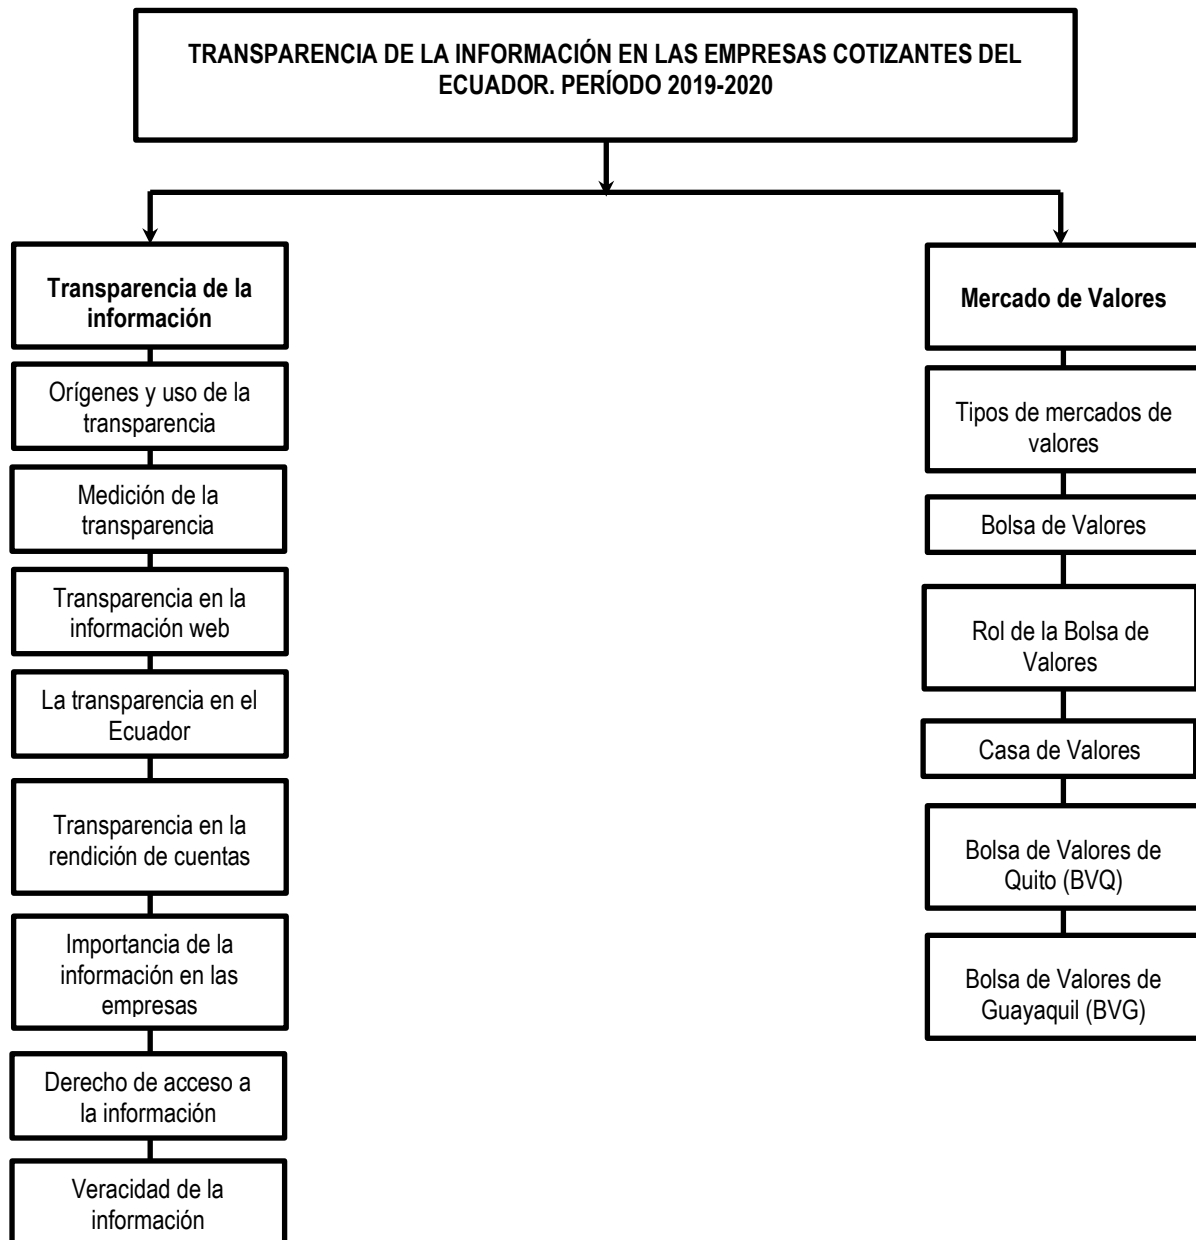 TRANSPARENCIA DE LA INFORMACIÓN EN LAS EMPRESAS COTIZANTES DEL
ECUADOR. PERÍODO 2019-2020
Transparencia de la
información
Orígenes y uso de la
transparencia
Medición de la
transparencia
Transparencia en la
información web
La transparencia en el
Ecuador
Transparencia en la
rendición de cuentas
Importancia de la
información en las
empresas
Derecho de acceso a
la información
Veracidad de la
información
Mercado de Valores
Tipos de mercados de
valores
Bolsa de Valores
Rol de la Bolsa de
Valores
Casa de Valores
Bolsa de Valores de
Quito (BVQ)
Bolsa de Valores de
Guayaquil (BVG)